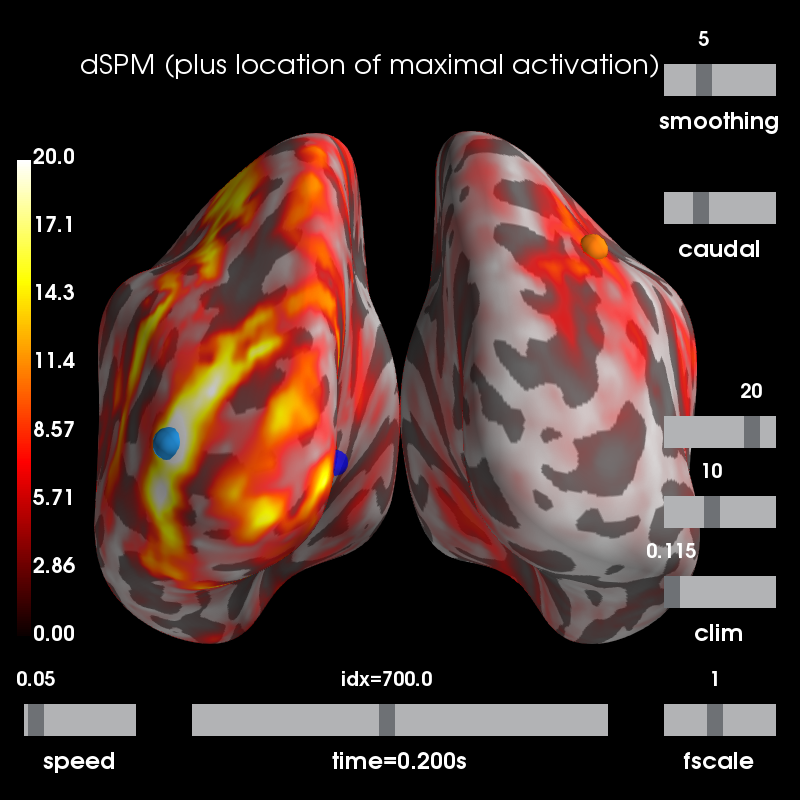 dSPM (plus location of maximal activation)
5
smoothing
20.0
17.1
14.3
11.4
8.57
5.71
2.86
0.00
caudal
20
10
0.115
clim
0.05
speed
idx=700.0
time=0.200s
1
fscale